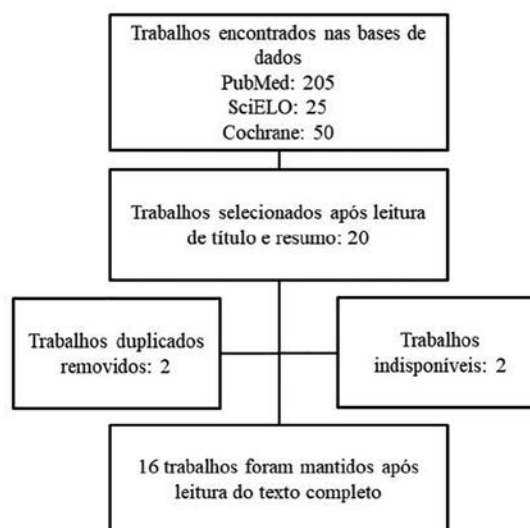 Trabalhos encontrados nas bases de
dados
PubMed: 205
SciELO: 25
Cochrane: 50
Trabalhos selecionados após leitura
de título e resumo: 20
Trabalhos duplicados
removidos: 2
Trabalhos
indisponíveis: 2
16 trabalhos foram mantidos após
leitura do texto completo